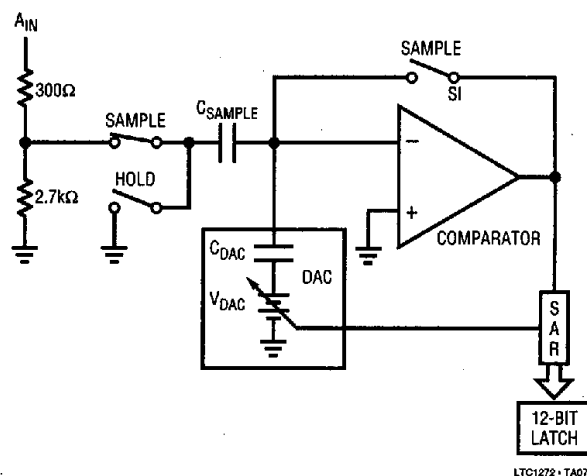 AIN
300Ω
SAMPLE
CSAMPLE
SAMPLE
SI
2.7kΩ
HOLD
−
+
COMPARATOR
CDAC
DAC
VDAC
S
A
R
12-BIT
LATCH
LTC1272 • TA07